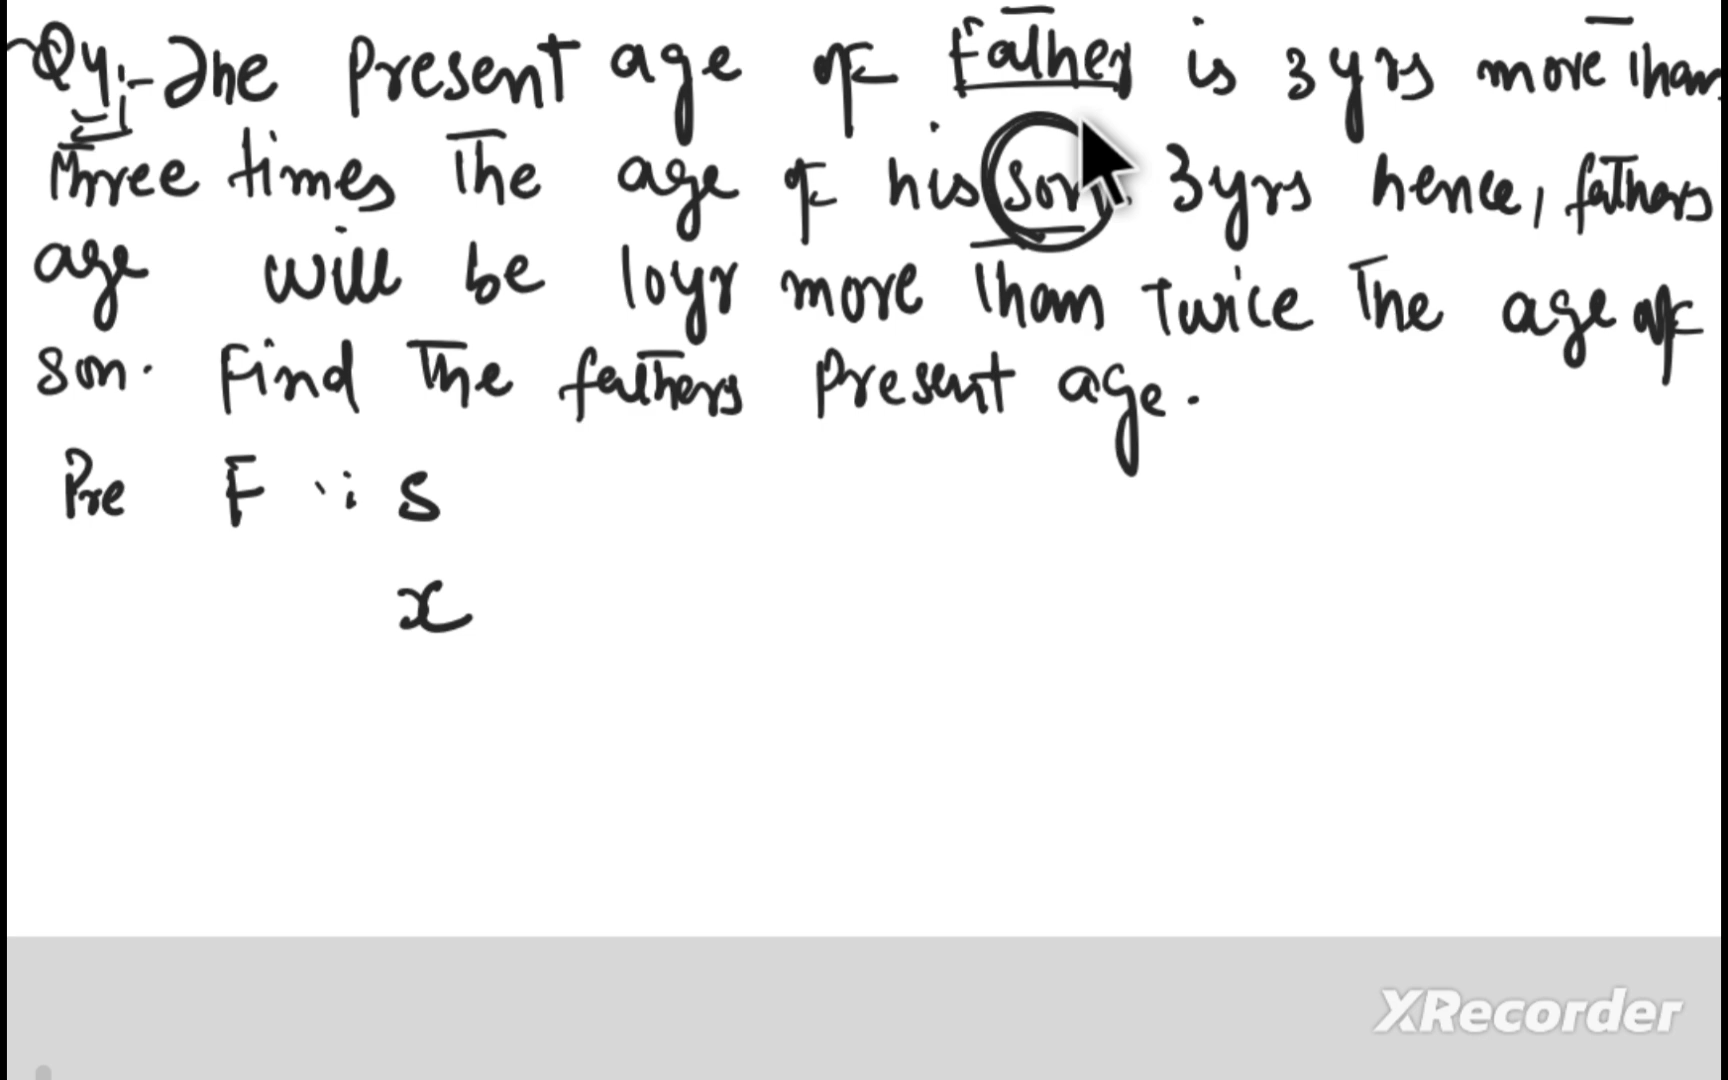 Q4:- The Present age of Father is 3yrs more than
Three times The age of his son. 3yrs hence, fathers
age will be 10yr more than twice The age of
son. Find The fathers Present age.
Pre F : S
x
XRecorder